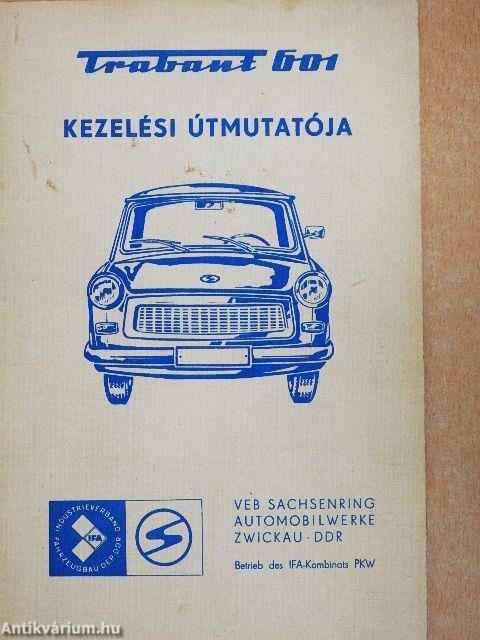 Trabant 601
KEZELÉSI ÚTMUTATÓJA
INDUSTRIEVERBAND
FAHRZEUGBAU DER DDR
IFA
S
VEB SACHSENRING
AUTOMOBILWERKE
ZWICKAU · DDR
Betrieb des IFA-Kombinats PKW
Antikvárium.hu